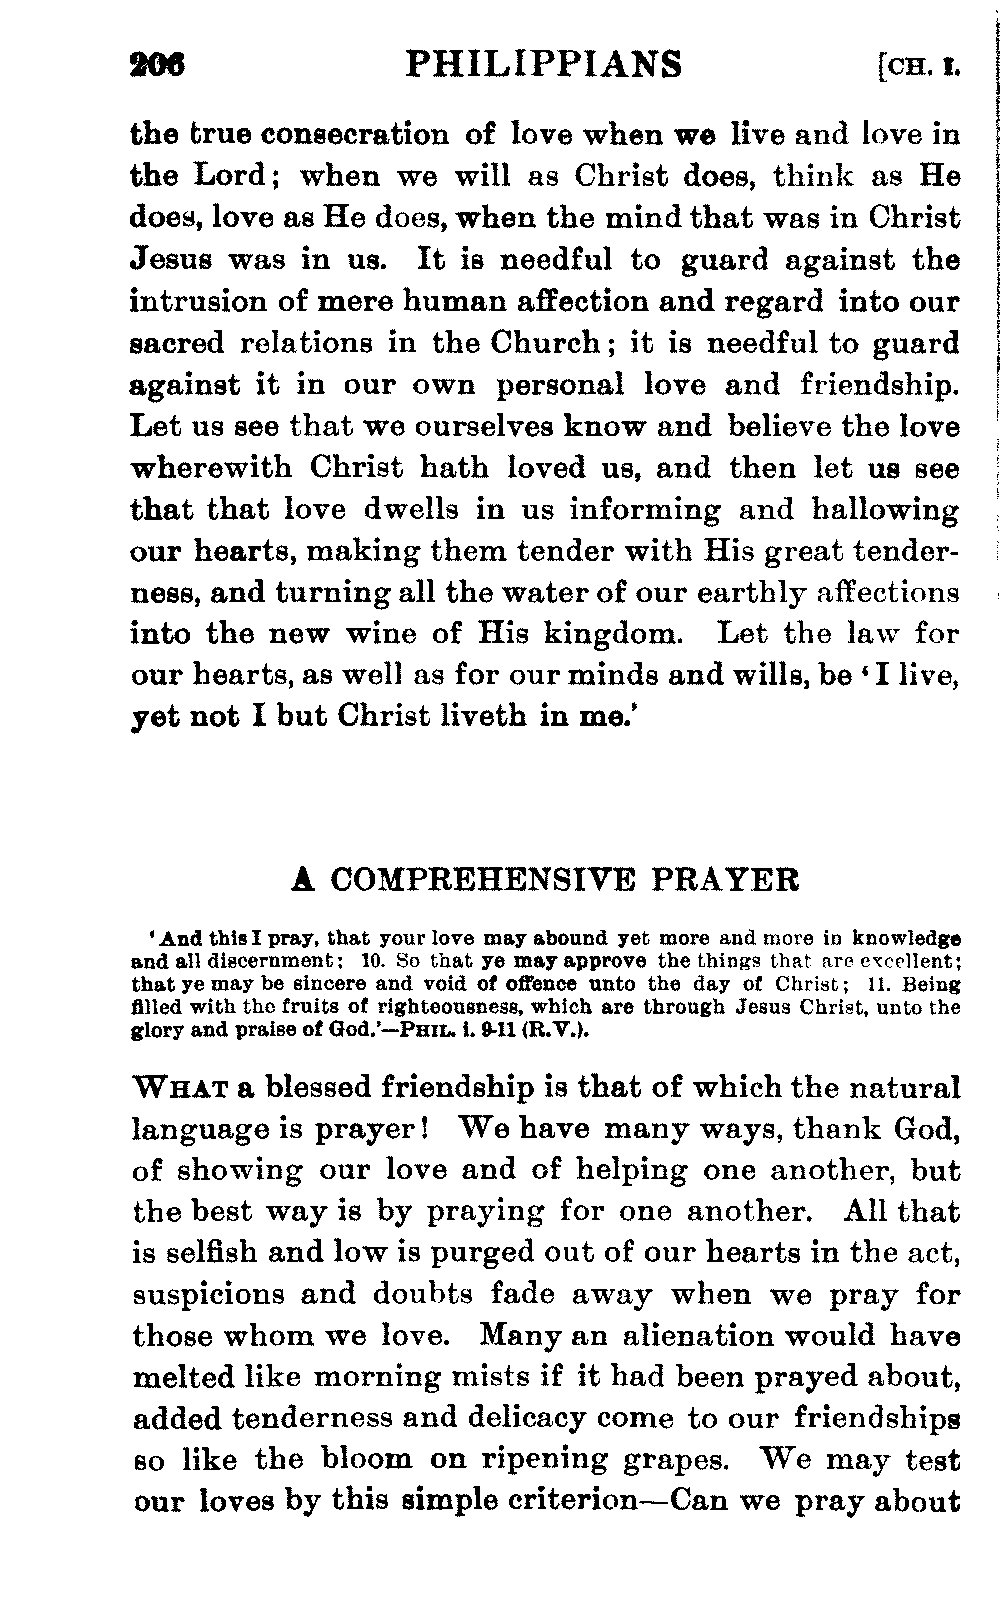 206 PHILIPPIANS [CH. I.
the true consecration of love when we live and love in
the Lord; when we will as Christ does, think as He
does, love as He does, when the mind that was in Christ
Jesus was in us. It is needful to guard against the
intrusion of mere human affection and regard into our
sacred relations in the Church; it is needful to guard
against it in our own personal love and friendship.
Let us see that we ourselves know and believe the love
wherewith Christ hath loved us, and then let us see
that that love dwells in us informing and hallowing
our hearts, making them tender with His great tender-
ness, and turning all the water of our earthly affections
into the new wine of His kingdom. Let the law for
our hearts, as well as for our minds and wills, be ‘I live,
yet not I but Christ liveth in me.’
A COMPREHENSIVE PRAYER
‘And this I pray, that your love may abound yet more and more in knowledge
and all discernment; 10. So that ye may approve the things that are excellent;
that ye may be sincere and void of offence unto the day of Christ; 11. Being
filled with the fruits of righteousness, which are through Jesus Christ, unto the
glory and praise of God.’—PHIL. i. 9-11 (R.V.).
WHAT a blessed friendship is that of which the natural
language is prayer! We have many ways, thank God,
of showing our love and of helping one another, but
the best way is by praying for one another. All that
is selfish and low is purged out of our hearts in the act,
suspicions and doubts fade away when we pray for
those whom we love. Many an alienation would have
melted like morning mists if it had been prayed about,
added tenderness and delicacy come to our friendships
so like the bloom on ripening grapes. We may test
our loves by this simple criterion—Can we pray about